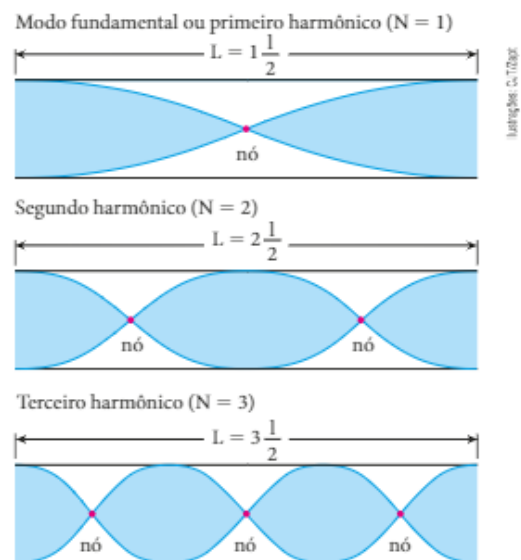 Modo fundamental ou primeiro harmônico (N = 1)
L = 1 l/2
nó
Segundo harmônico (N = 2)
L = 2 l/2
nó nó
Terceiro harmônico (N = 3)
L = 3 l/2
nó nó nó